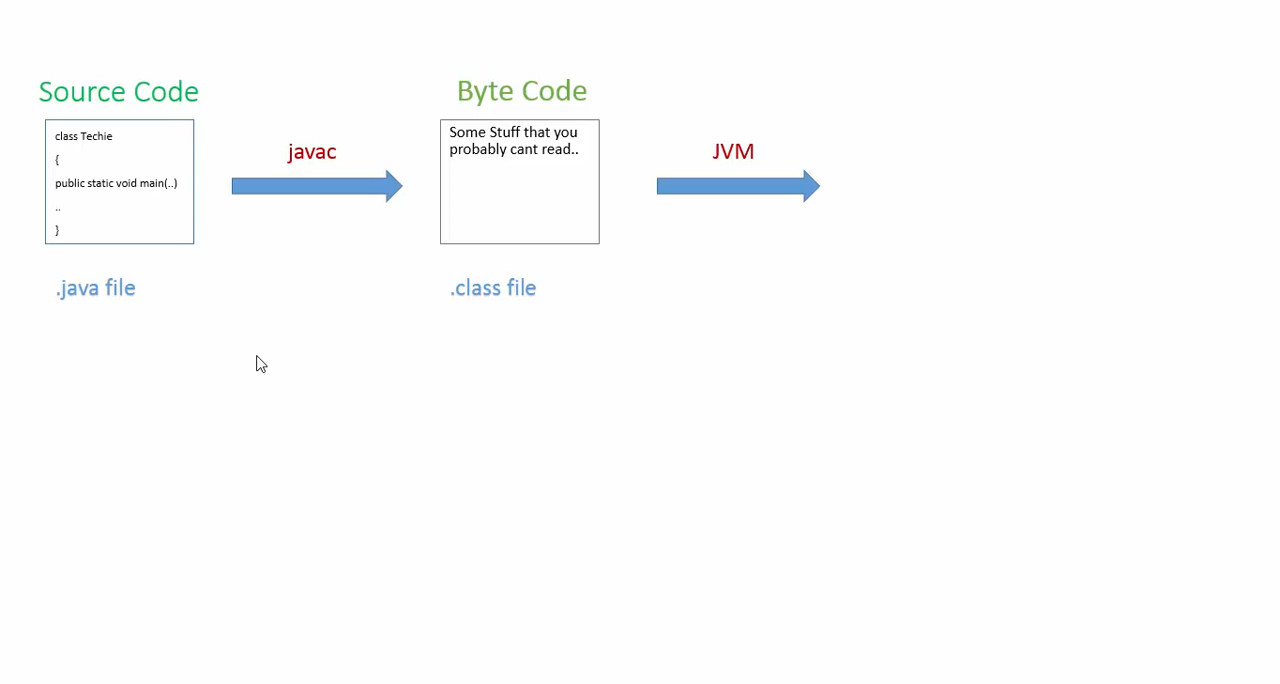 Source Code
class Techie
{
public static void main(..)
..
}
.java file
javac
Byte Code
Some Stuff that you
probably cant read..
.class file
JVM